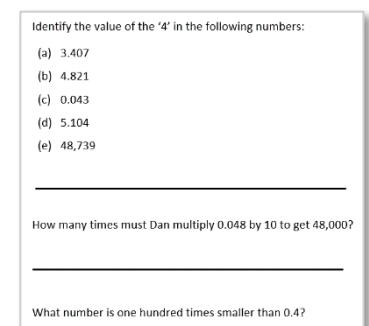 Identify the value of the ‘4’ in the following numbers:
(a) 3.407
(b) 4.821
(c) 0.043
(d) 5.104
(e) 48,739
How many times must Dan multiply 0.048 by 10 to get 48,000?
What number is one hundred times smaller than 0.4?